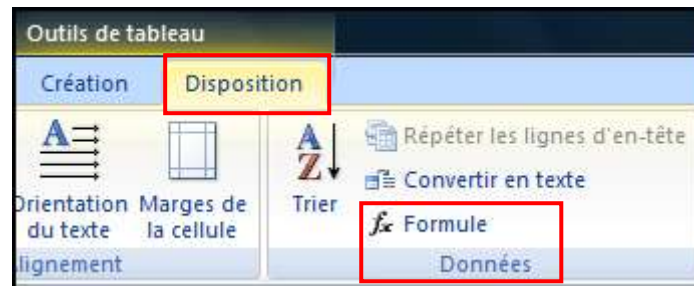 Outils de tableau
Création Disposition
Orientation du texte
Marges de la cellule
Trier
Répéter les lignes d'en-tête
Convertir en texte
fx Formule
lignement
Données